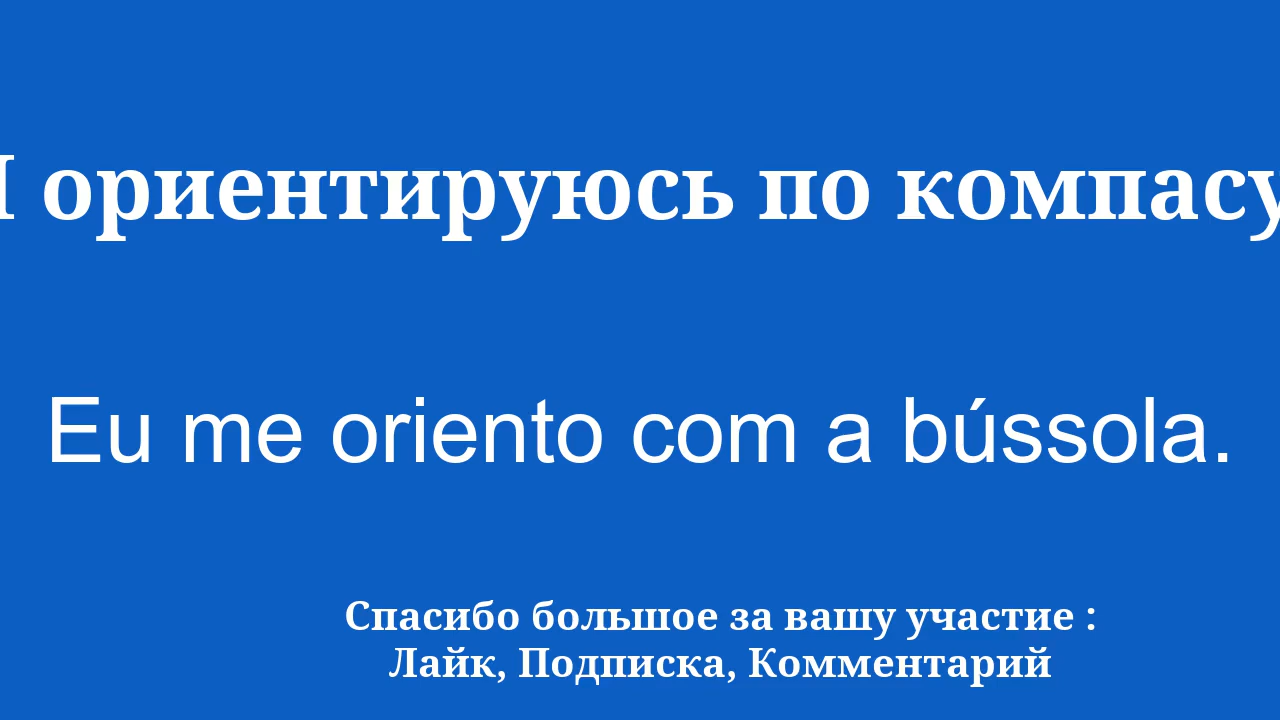 ориентируюсь по компасу
Eu me oriento com a bússola.
Спасибо большое за вашу участие :
Лайк, Подписка, Комментарий